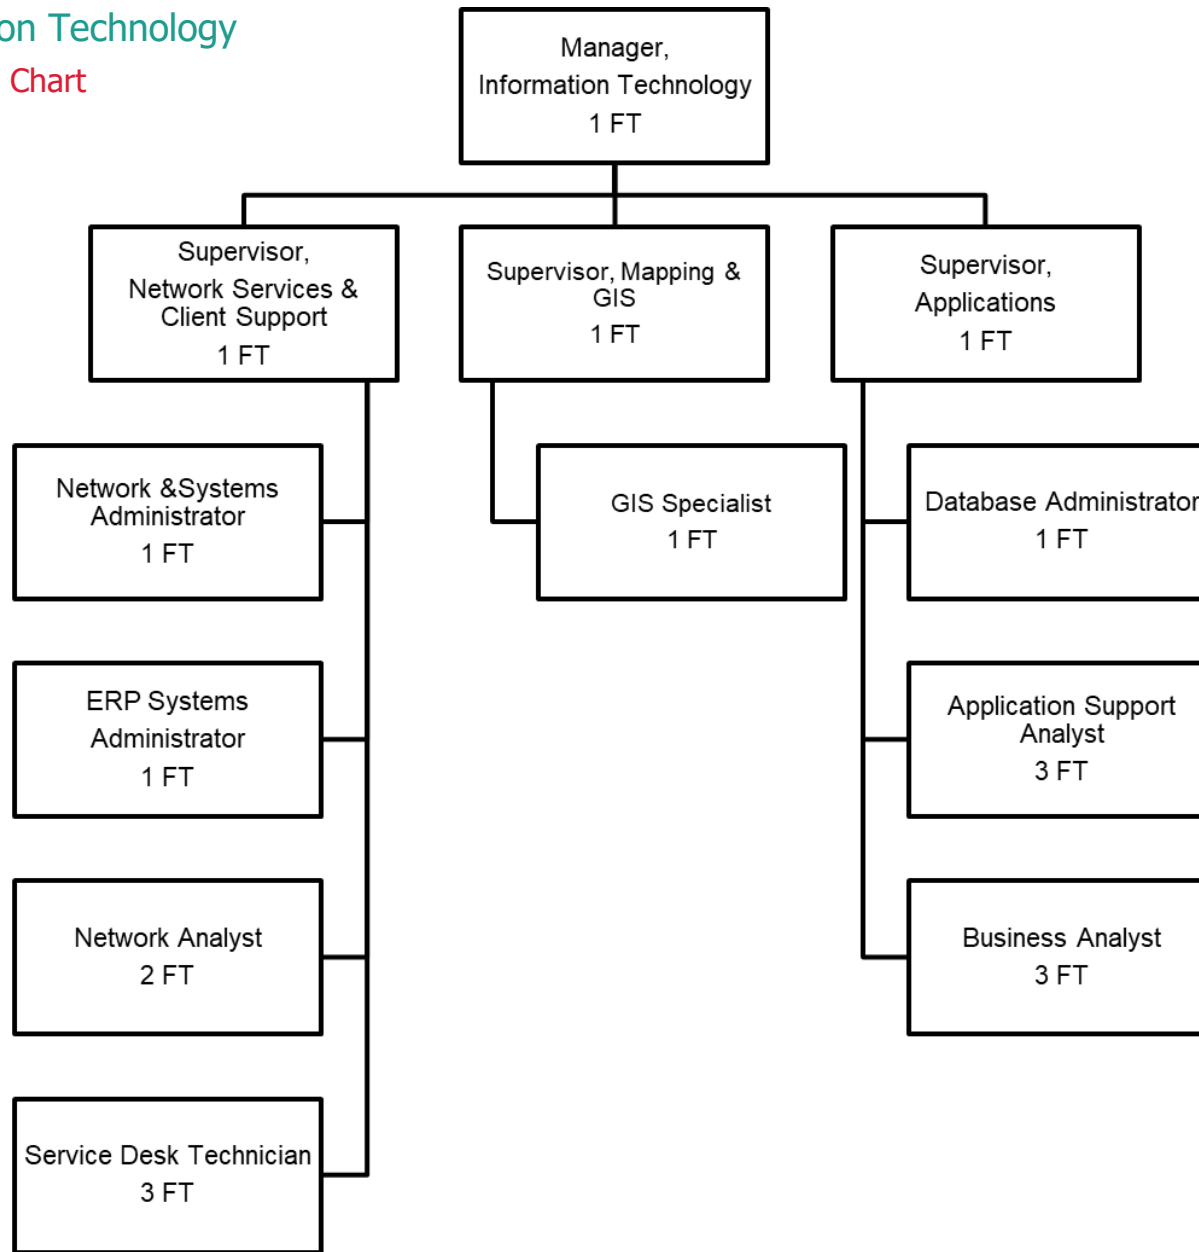 on Technology
Chart
Manager,
Information Technology
1 FT
Supervisor,
Network Services &
Client Support
1 FT
Supervisor, Mapping &
GIS
1 FT
Supervisor,
Applications
1 FT
Network &Systems
Administrator
1 FT
GIS Specialist
1 FT
Database Administrator
1 FT
ERP Systems
Administrator
1 FT
Application Support
Analyst
3 FT
Network Analyst
2 FT
Business Analyst
3 FT
Service Desk Technician
3 FT